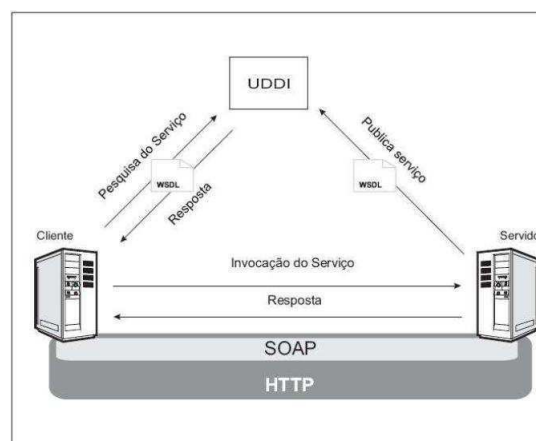 UDDI
Pesquisa do Serviço
WSDL
Resposta
Publica serviço
WSDL
Cliente
Servido
Invocação do Serviço
Resposta
SOAP
HTTP